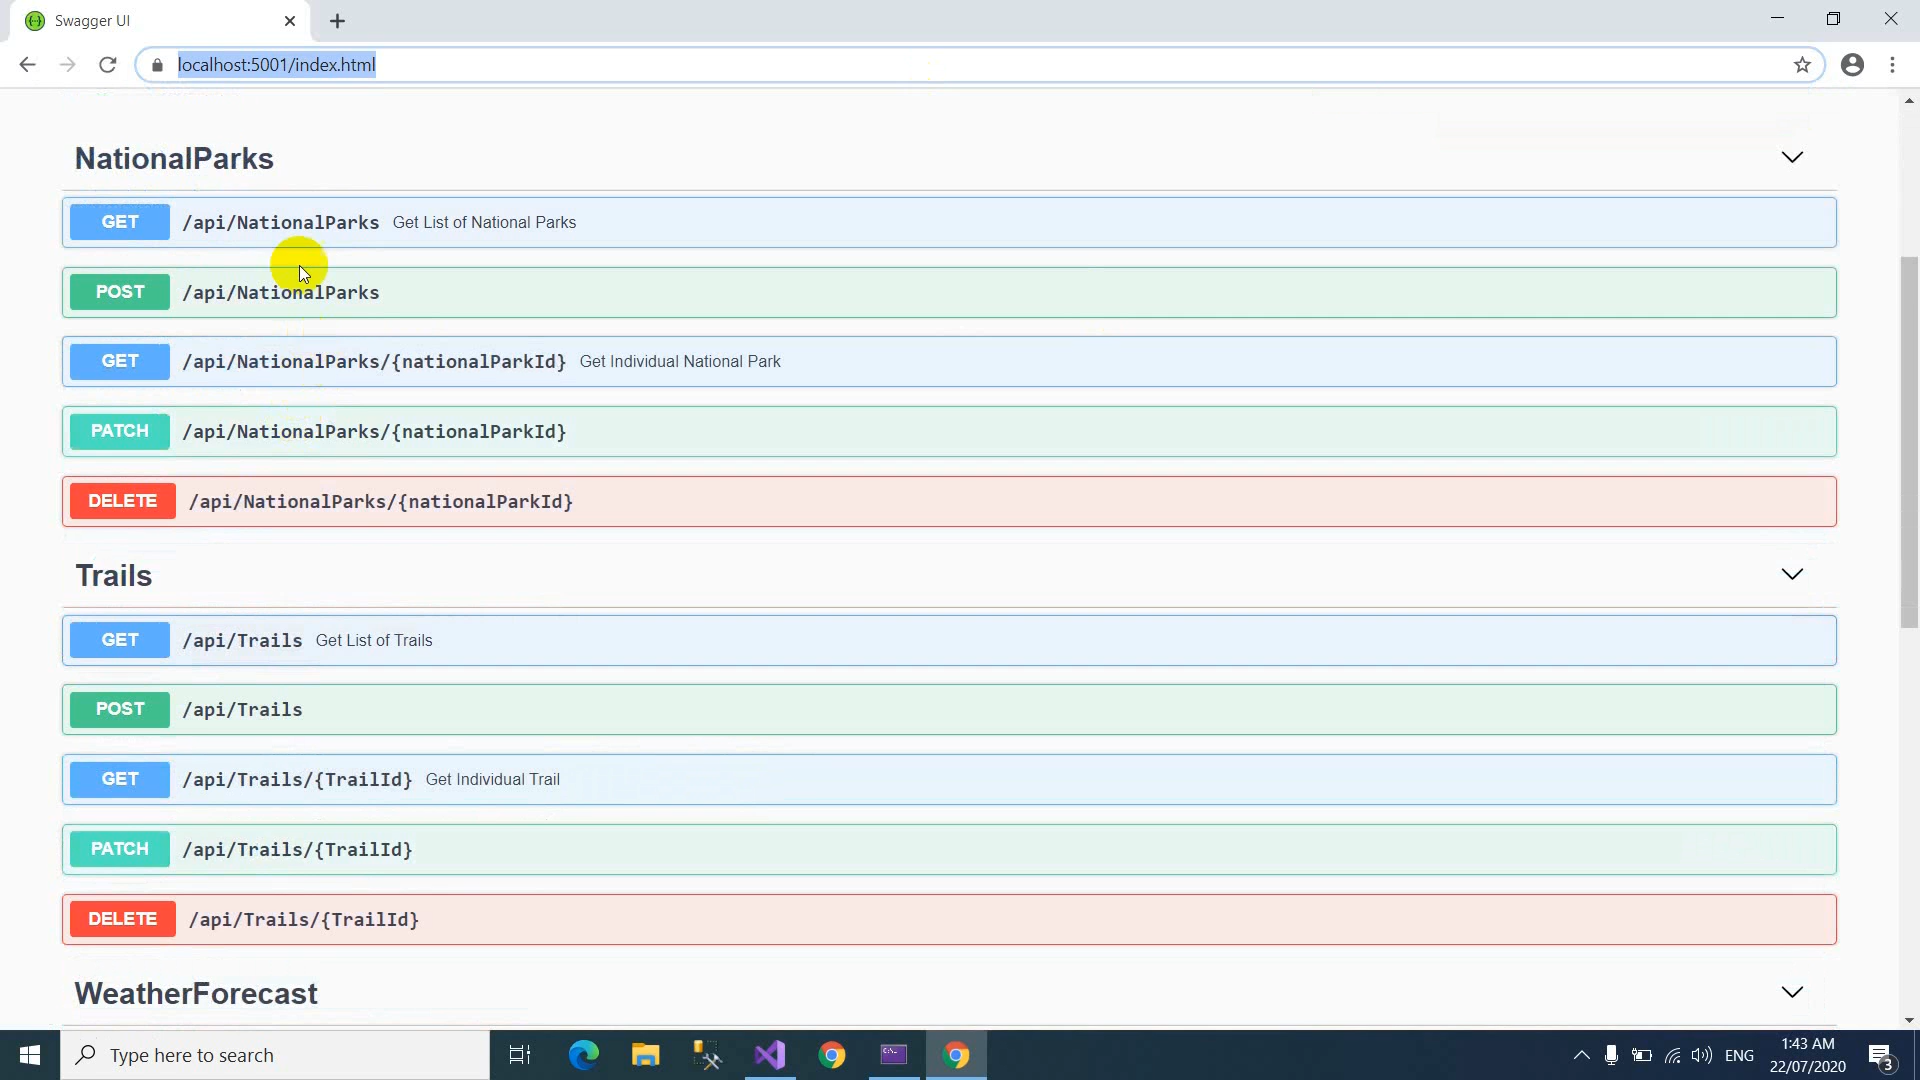 Swagger UI
localhost:5001/index.html
NationalParks
GET /api/NationalParks Get List of National Parks
POST /api/NationalParks
GET /api/NationalParks/{nationalParkId} Get Individual National Park
PATCH /api/NationalParks/{nationalParkId}
DELETE /api/NationalParks/{nationalParkId}
Trails
GET /api/Trails Get List of Trails
POST /api/Trails
GET /api/Trails/{TrailId} Get Individual Trail
PATCH /api/Trails/{TrailId}
DELETE /api/Trails/{TrailId}
WeatherForecast
Type here to search
ENG
1:43 AM
22/07/2020
3